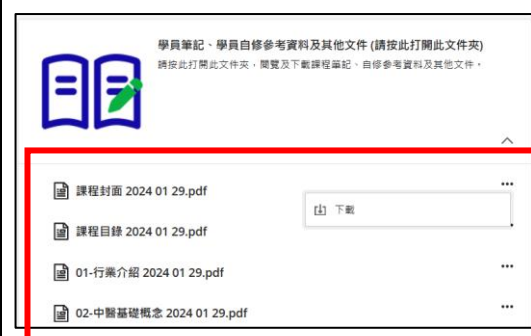 學員筆記、學員自修參考資料及其他文件 (請按此打開此文件夾)
請按此打開此文件夾，閱覽及下載課程筆記、自修參考資料及其他文件。
課程封面 2024 01 29.pdf
下載
課程目錄 2024 01 29.pdf
01-行業介紹 2024 01 29.pdf
02-中醫基礎概念 2024 01 29.pdf